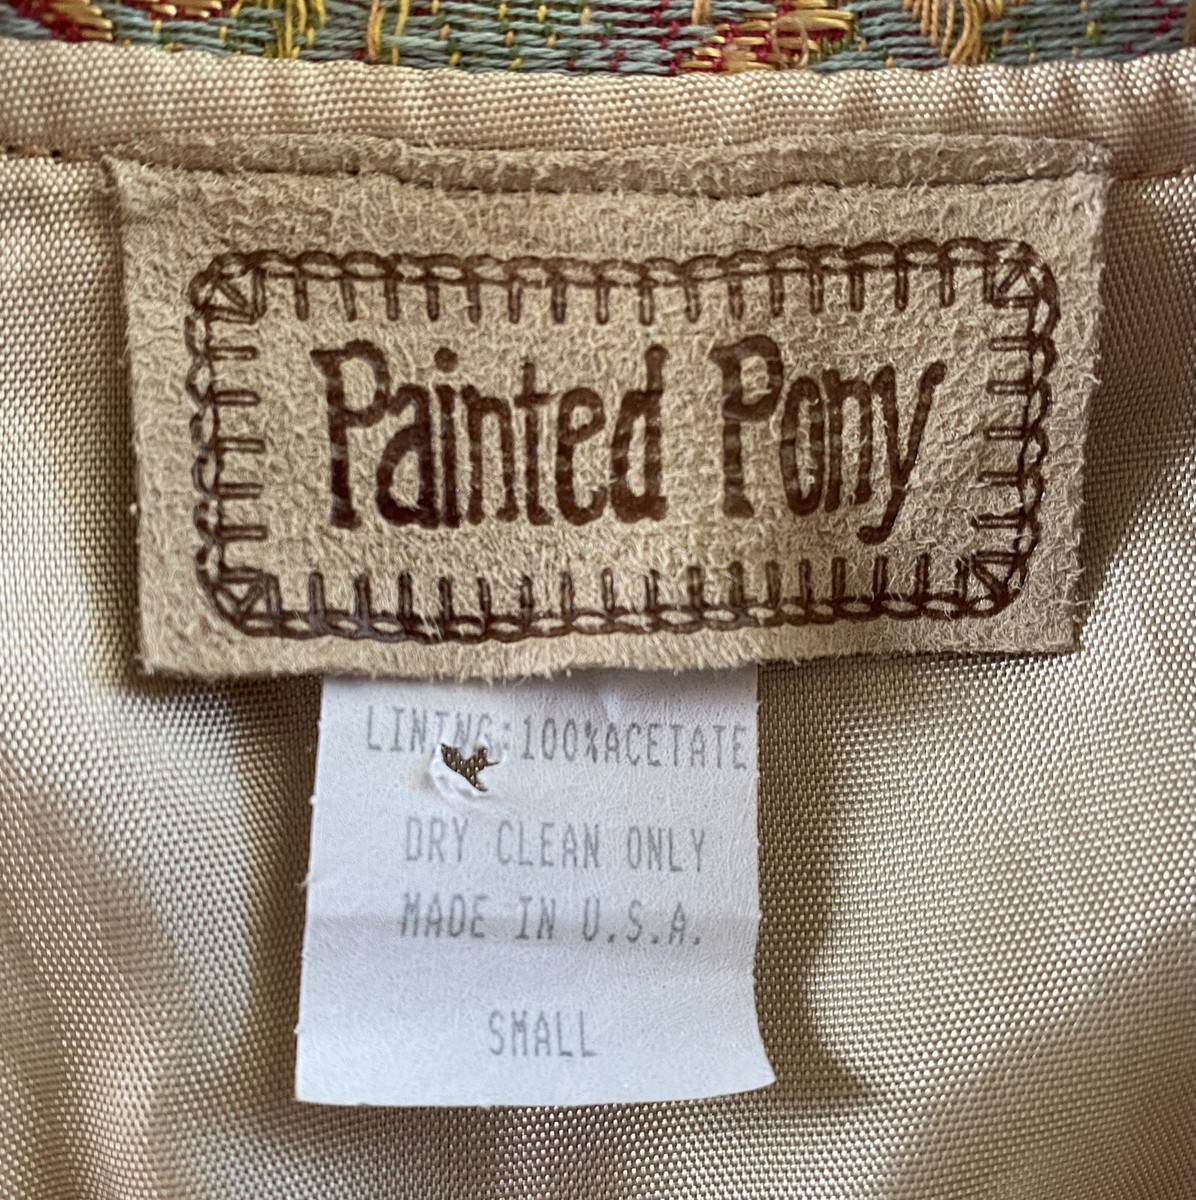 Painted Pony
LINING:100%ACETATE
DRY CLEAN ONLY
MADE IN U.S.A.
SMALL